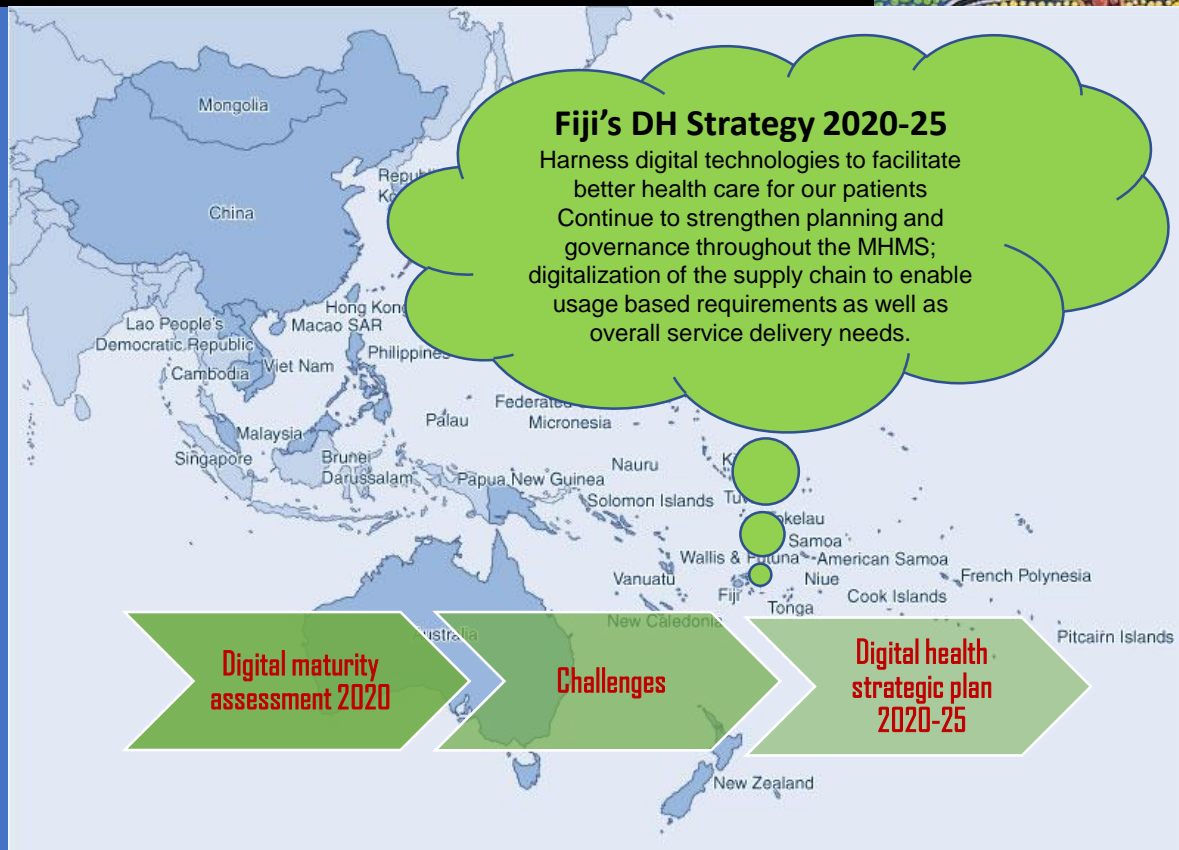 Fiji's DH Strategy 2020-25
Harness digital technologies to facilitate
better health care for our patients
Continue to strengthen planning and
governance throughout the MHMS;
digitalization of the supply chain to enable
usage based requirements as well as
overall service delivery needs.
Mongolia
China
Hong Kong
Macao SAR
Lao People's
Democratic Republic
Viet Nam
Cambodia
Philippine
Palau
Micronesia
Malaysia
Singapore
Brunei
Darussalam
Papua New Guinea
Nauru
Solomon Islands
Tokelau
Samoa
Wallis & Futuna
American Samoa
Vanuatu
Niue
French Polynesia
Fiji
Cook Islands
Tonga
New Caledonia
Pitcairn Islands
Australia
Digital maturity
assessment 2020
Challenges
Digital health
strategic plan
2020-25
New Zealand